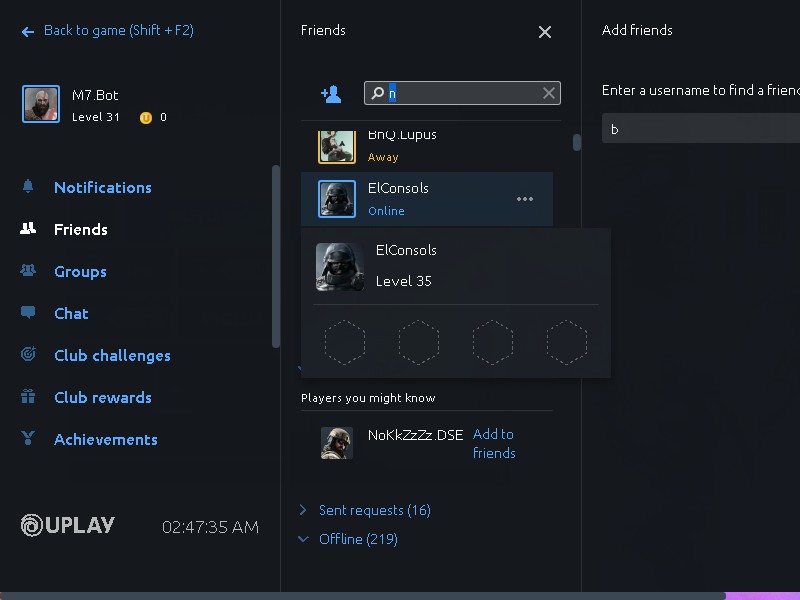 Back to game (Shift + F2)
M7.Bot
Level 31
0
Notifications
Friends
Groups
Chat
Club challenges
Club rewards
Achievements
UPLAY
02:47:35 AM
Friends
n
BnQ.Lupus
Away
ElConsols
Online
ElConsols
Level 35
Players you might know
NoKkZzZz.DSE
Add to
friends
Sent requests (16)
Offline (219)
Add friends
Enter a username to find a friend
b